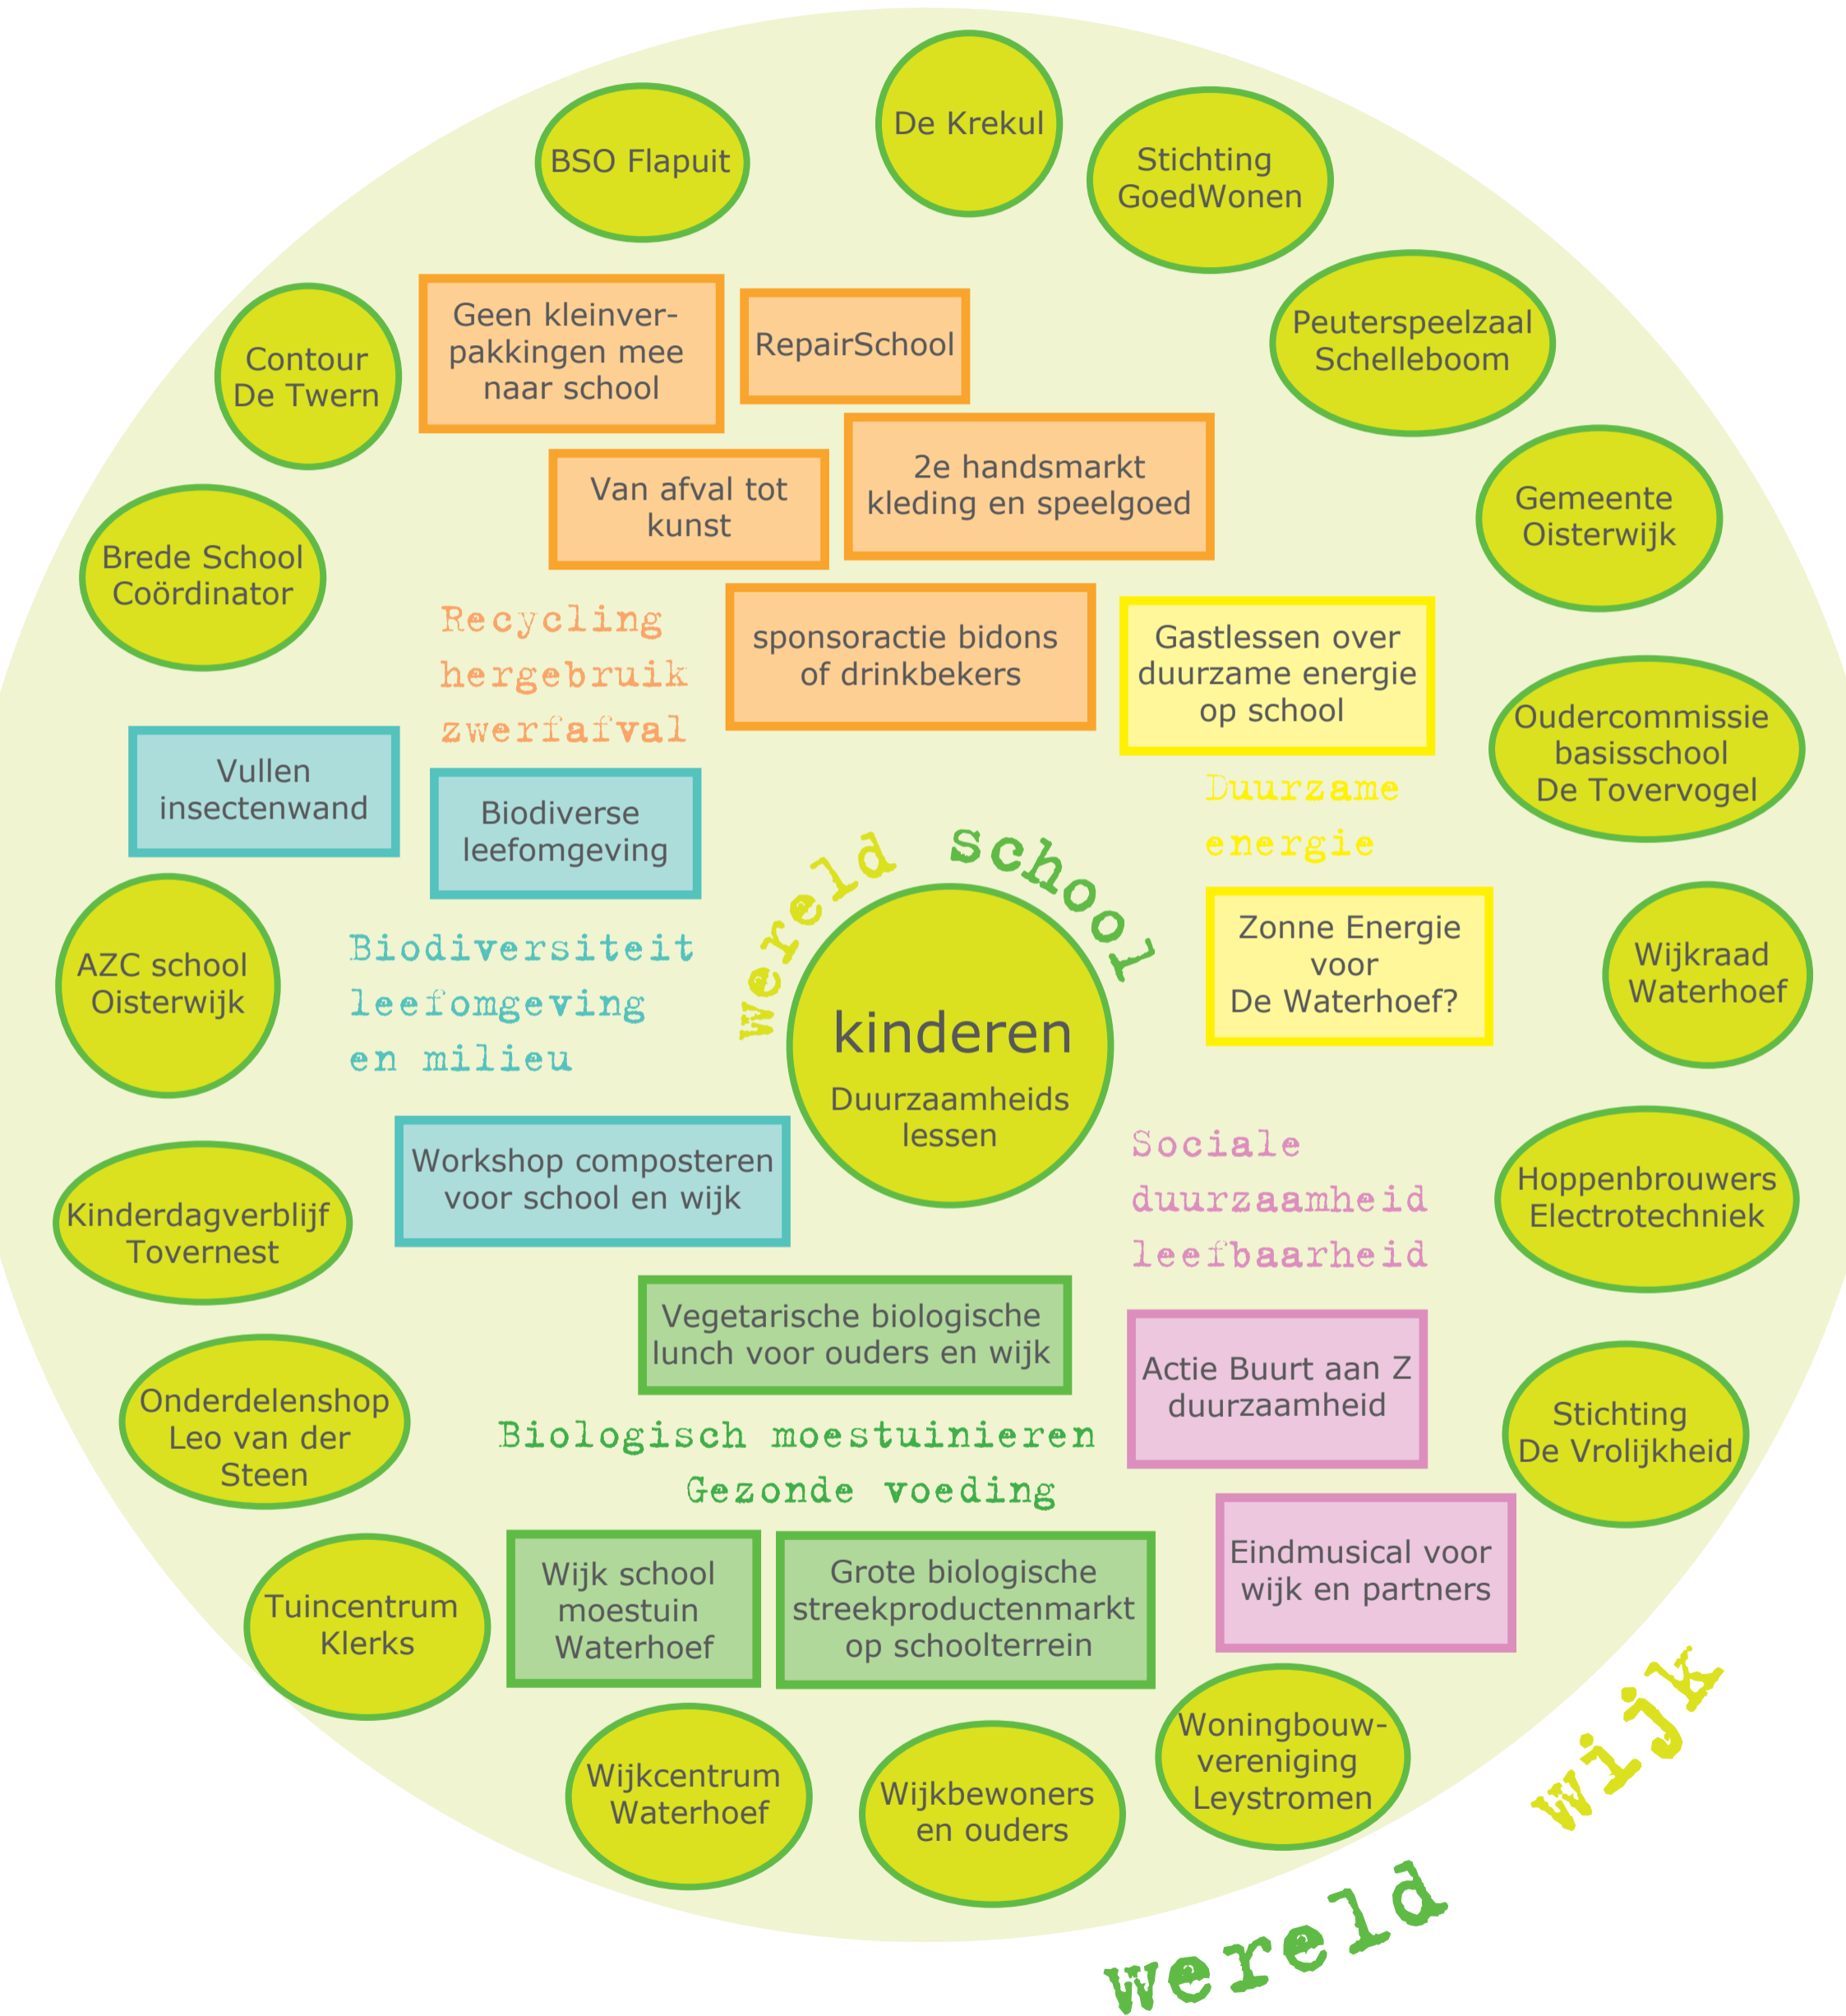 De Krekul
BSO Flapuit
Stichting
GoedWonen
Peuterspeelzaal
Schelleboom
Contour
De Twern
Geen kleinver-
pakkingen mee
naar school
RepairSchool
Van afval tot
kunst
2e handsmarkt
kleding en speelgoed
Gemeente
Oisterwijk
Brede School
Coördinator
Recycling
hergebruik
zwerfafval
sponsoractie bidons
of drinkbekers
Gastlessen over
duurzame energie
op school
Oudercommissie
basisschool
De Tovervogel
Vullen
insectenwand
Biodiverse
leefomgeving
Duurzame
energie
wereld school
AZC school
Oisterwijk
Biodiversiteit
leefomgeving
en milieu
kinderen
Duurzaamheids
lessen
Zonne Energie
voor
De Waterhoef?
Wijkraad
Waterhoef
Kinderdagverblijf
Tovernest
Workshop composteren
voor school en wijk
Sociale
duurzaamheid
leefbaarheid
Hoppenbrouwers
Electrotechniek
Vegetarische biologische
lunch voor ouders en wijk
Actie Buurt aan Z
duurzaamheid
Onderdelenshop
Leo van der
Steen
Biologisch moestuinieren
Gezonde voeding
Stichting
De Vrolijkheid
Tuincentrum
Klerks
Wijk school
moestuin
Waterhoef
Grote biologische
streekproductenmarkt
op schoolterrein
Eindmusical voor
wijk en partners
Wijkcentrum
Waterhoef
Wijkbewoners
en ouders
Woningbouw-
vereniging
Leystromen
wereld wijk